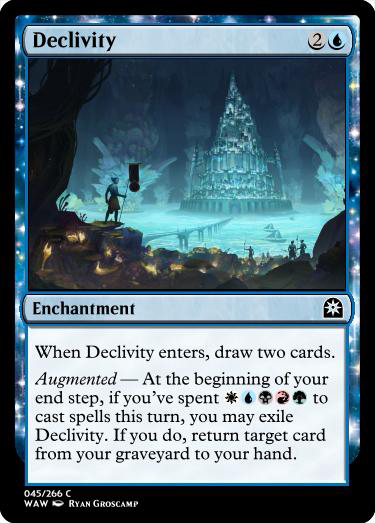 Declivity 2
Enchantment
When Declivity enters, draw two cards.
Augmented — At the beginning of your
end step, if you've spent to
cast spells this turn, you may exile
Declivity. If you do, return target card
from your graveyard to your hand.
045/266 C
WAW Ryan Groscamp